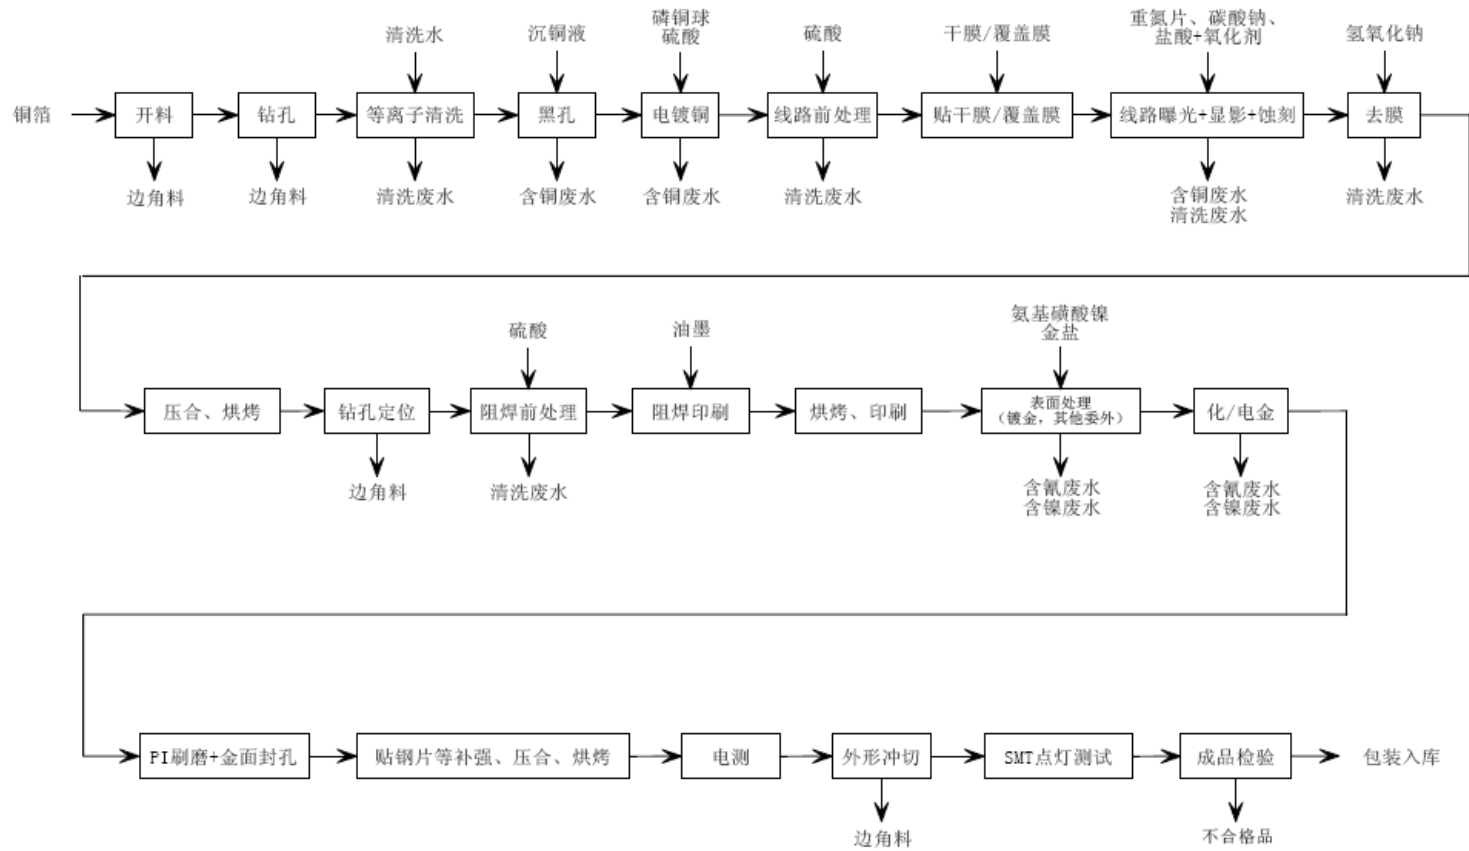 清洗水
沉铜液
磷铜球
硫酸
硫酸
干膜/覆盖膜
重氮片、碳酸钠、
盐酸+氧化剂
氢氧化钠
铜箔
开料
钻孔
等离子清洗
黑孔
电镀铜
线路前处理
贴干膜/覆盖膜
线路曝光+显影+蚀刻
去膜
边角料
边角料
清洗废水
含铜废水
含铜废水
清洗废水
含铜废水
清洗废水
清洗废水
硫酸
油墨
氨基磺酸镍
金盐
压合、烘烤
钻孔定位
阻焊前处理
阻焊印刷
烘烤、印刷
表面处理
（镀金，其他委外）
化/电金
边角料
清洗废水
含氰废水
含镍废水
含氰废水
含镍废水
PI刷磨+金面封孔
贴钢片等补强、压合、烘烤
电测
外形冲切
SMT点灯测试
成品检验
包装入库
边角料
不合格品